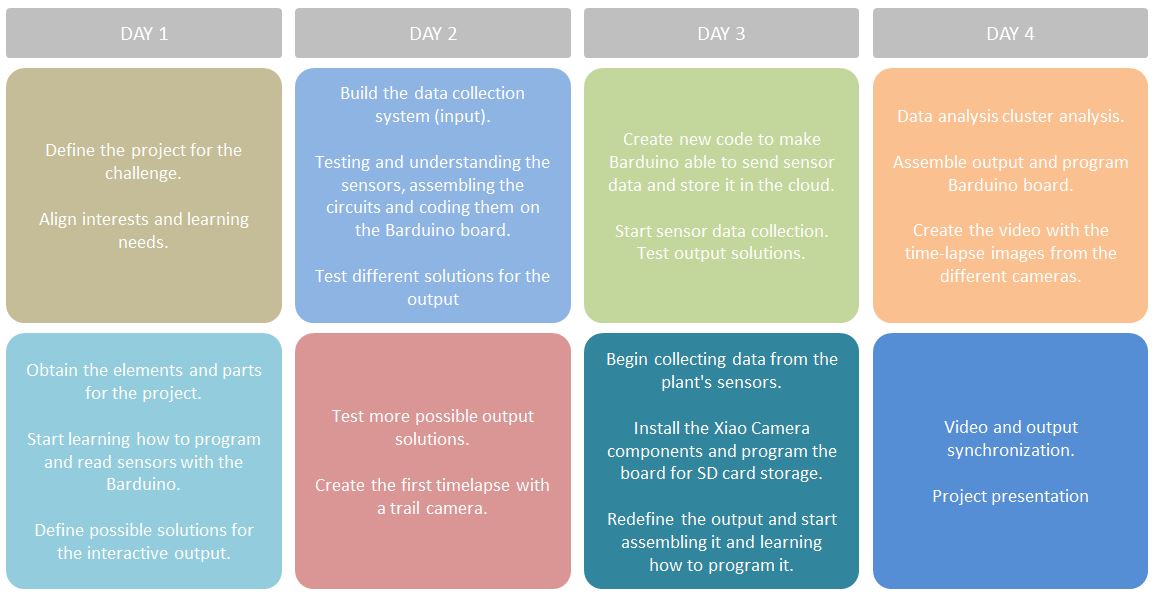 DAY 1
DAY 2
DAY 3
DAY 4
Define the project for the
challenge.
Align interests and learning
needs.
Build the data collection
system (input).
Testing and understanding the
sensors, assembling the
circuits and coding them on
the Barduino board.
Test different solutions for the
output
Create new code to make
Barduino able to send sensor
data and store it in the cloud.
Start sensor data collection.
Test output solutions.
Data analysis cluster analysis.
Assemble output and program
Barduino board.
Create the video with the
time-lapse images from the
different cameras.
Obtain the elements and parts
for the project.
Start learning how to program
and read sensors with the
Barduino.
Define possible solutions for
the interactive output.
Test more possible output
solutions.
Create the first timelapse with
a trail camera.
Begin collecting data from the
plant's sensors.
Install the Xiao Camera
components and program the
board for SD card storage.
Redefine the output and start
assembling it and learning
how to program it.
Video and output
synchronization.
Project presentation